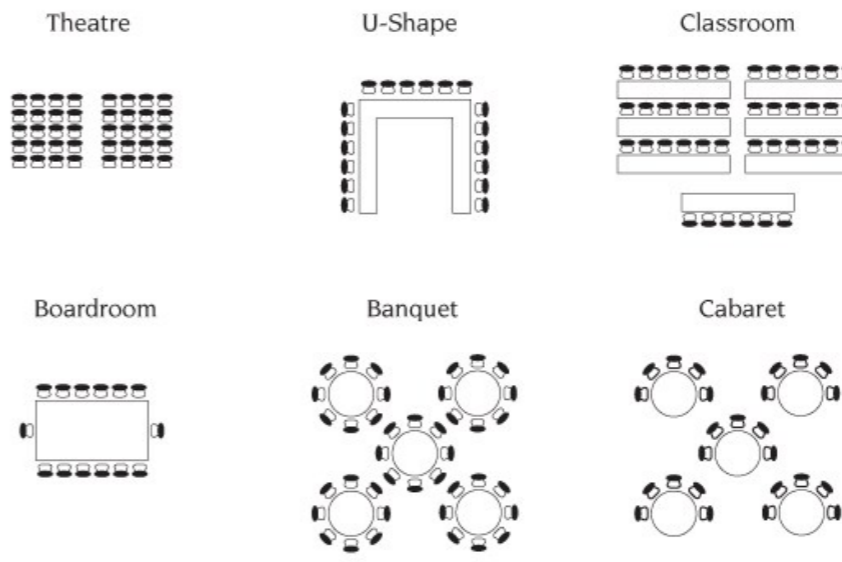 Theatre
U-Shape
Classroom
Boardroom
Banquet
Cabaret